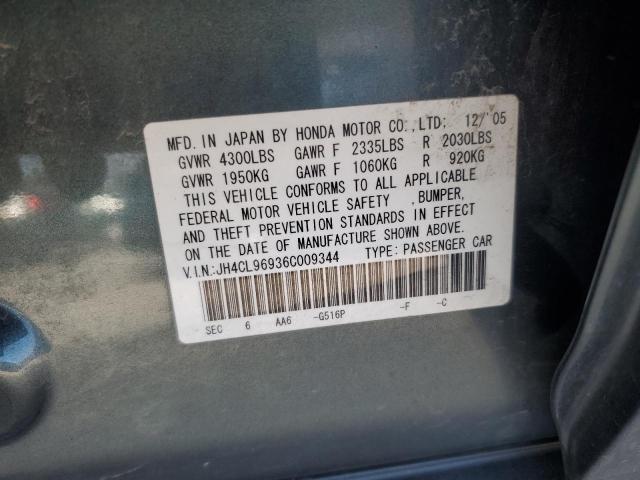 MFD. IN JAPAN BY HONDA MOTOR CO.,LTD: 12/'05
GVWR 4300LBS GAWR F 2335LBS R 2030LBS
GVWR 1950KG GAWR F 1060KG R 920KG
THIS VEHICLE CONFORMS TO ALL APPLICABLE
FEDERAL MOTOR VEHICLE SAFETY ,BUMPER,
AND THEFT PREVENTION STANDARDS IN EFFECT
ON THE DATE OF MANUFACTURE SHOWN ABOVE.
V.I.N:JH4CL96936C009344 TYPE: PASSENGER CAR
SEC 6 AA6 -G516P -F -C